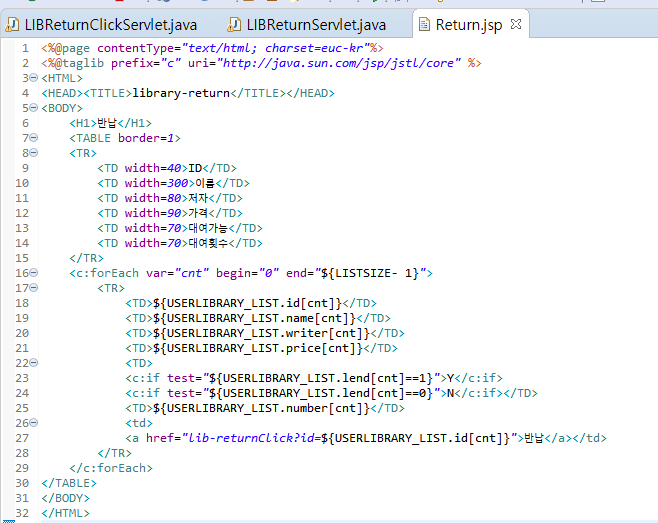 LIBReturnClickServlet.java LIBReturnServlet.java Return.jsp
1 <%@page contentType="text/html; charset=euc-kr"%>
2 <%@taglib prefix="c" uri="http://java.sun.com/jsp/jstl/core" %>
3 <HTML>
4 <HEAD><TITLE>library-return</TITLE></HEAD>
5 <BODY>
6 <H1>반납</H1>
7 <TABLE border=1>
8 <TR>
9 <TD width=40>ID</TD>
10 <TD width=300>이름</TD>
11 <TD width=80>저자</TD>
12 <TD width=90>가격</TD>
13 <TD width=70>대여가능</TD>
14 <TD width=70>대여횟수</TD>
15 </TR>
16 <c:forEach var="cnt" begin="0" end="${LISTSIZE- 1}">
17 <TR>
18 <TD>${USERLIBRARY_LIST.id[cnt]}</TD>
19 <TD>${USERLIBRARY_LIST.name[cnt]}</TD>
20 <TD>${USERLIBRARY_LIST.writer[cnt]}</TD>
21 <TD>${USERLIBRARY_LIST.price[cnt]}</TD>
22 <TD>
23 <c:if test="${USERLIBRARY_LIST.lend[cnt]==1}">Y</c:if>
24 <c:if test="${USERLIBRARY_LIST.lend[cnt]==0}">N</c:if></TD>
25 <TD>${USERLIBRARY_LIST.number[cnt]}</TD>
26 <td>
27 <a href="lib-returnClick?id=${USERLIBRARY_LIST.id[cnt]}">반납</a></td>
28 </TR>
29 </c:forEach>
30 </TABLE>
31 </BODY>
32 </HTML>